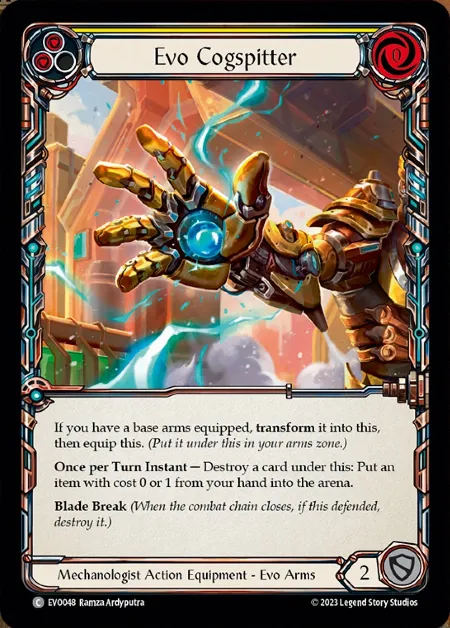 Evo Cogspitter
0
If you have a base arms equipped, transform it into this,
then equip this. (Put it under this in your arms zone.)
Once per Turn Instant — Destroy a card under this: Put an
item with cost 0 or 1 from your hand into the arena.
Blade Break (When the combat chain closes, if this defended,
destroy it.)
Mechanologist Action Equipment - Evo Arms
2
C EVO048 Ramza Ardyputra © 2023 Legend Story Studios